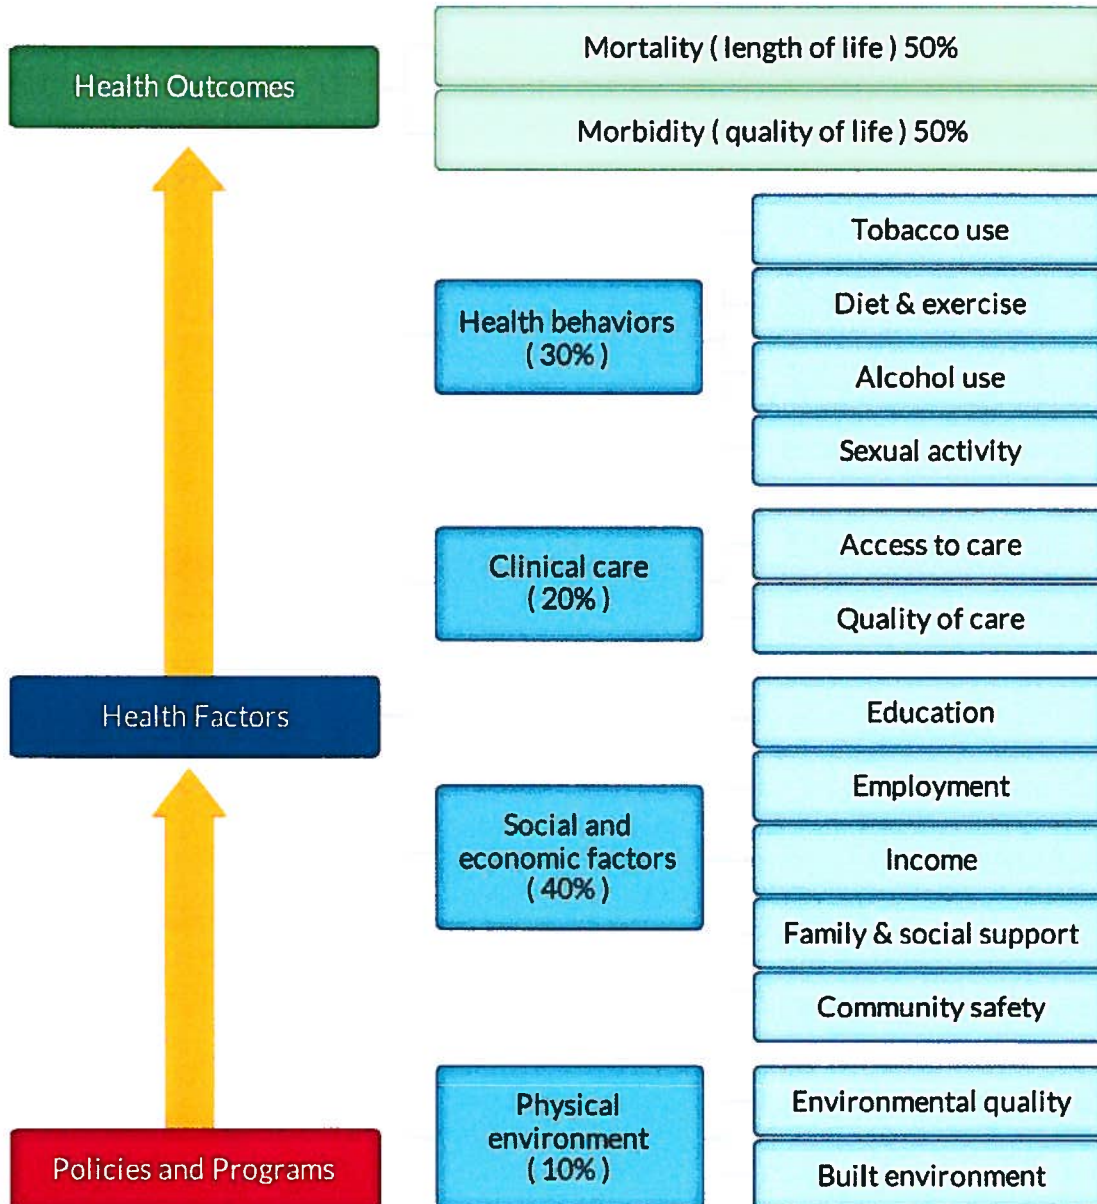 Health Outcomes
Mortality ( length of life ) 50%
Morbidity ( quality of life ) 50%
Tobacco use
Health behaviors
( 30% )
Diet & exercise
Alcohol use
Sexual activity
Clinical care
( 20% )
Access to care
Quality of care
Health Factors
Education
Employment
Social and
economic factors
( 40% )
Income
Family & social support
Community safety
Physical
environment
( 10% )
Environmental quality
Built environment
Policies and Programs